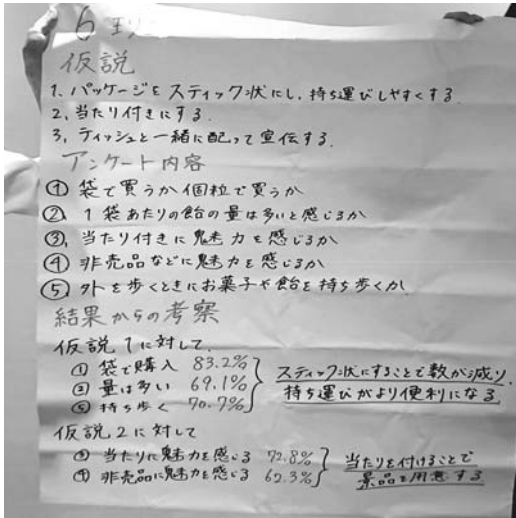 6班
仮説
1. パッケージをスティック状にし、持ち運びしやすくする.
2. 当たり付きにする.
3. ティッシュと一緒に配って宣伝する.
アンケート内容
① 袋で買うか個粒で買うか
② 1袋あたりの飴の量は多いと感じるか
③ 当たり付きに魅力を感じるか
④ 非売品などに魅力を感じるか
⑤ 外を歩くときにお菓子や飴を持ち歩くか
結果からの考察
仮説1に対して
① 袋で購入 83.2%
② 量は多い 69.1%
⑤ 持ち歩く 70.7%
スティック状にすることで数が減り、
持ち運びがより便利になる
仮説2に対して
③ 当たりに魅力を感じる 72.8%
④ 非売品に魅力を感じる 62.3%
当たりを付けることで
景品を用意する